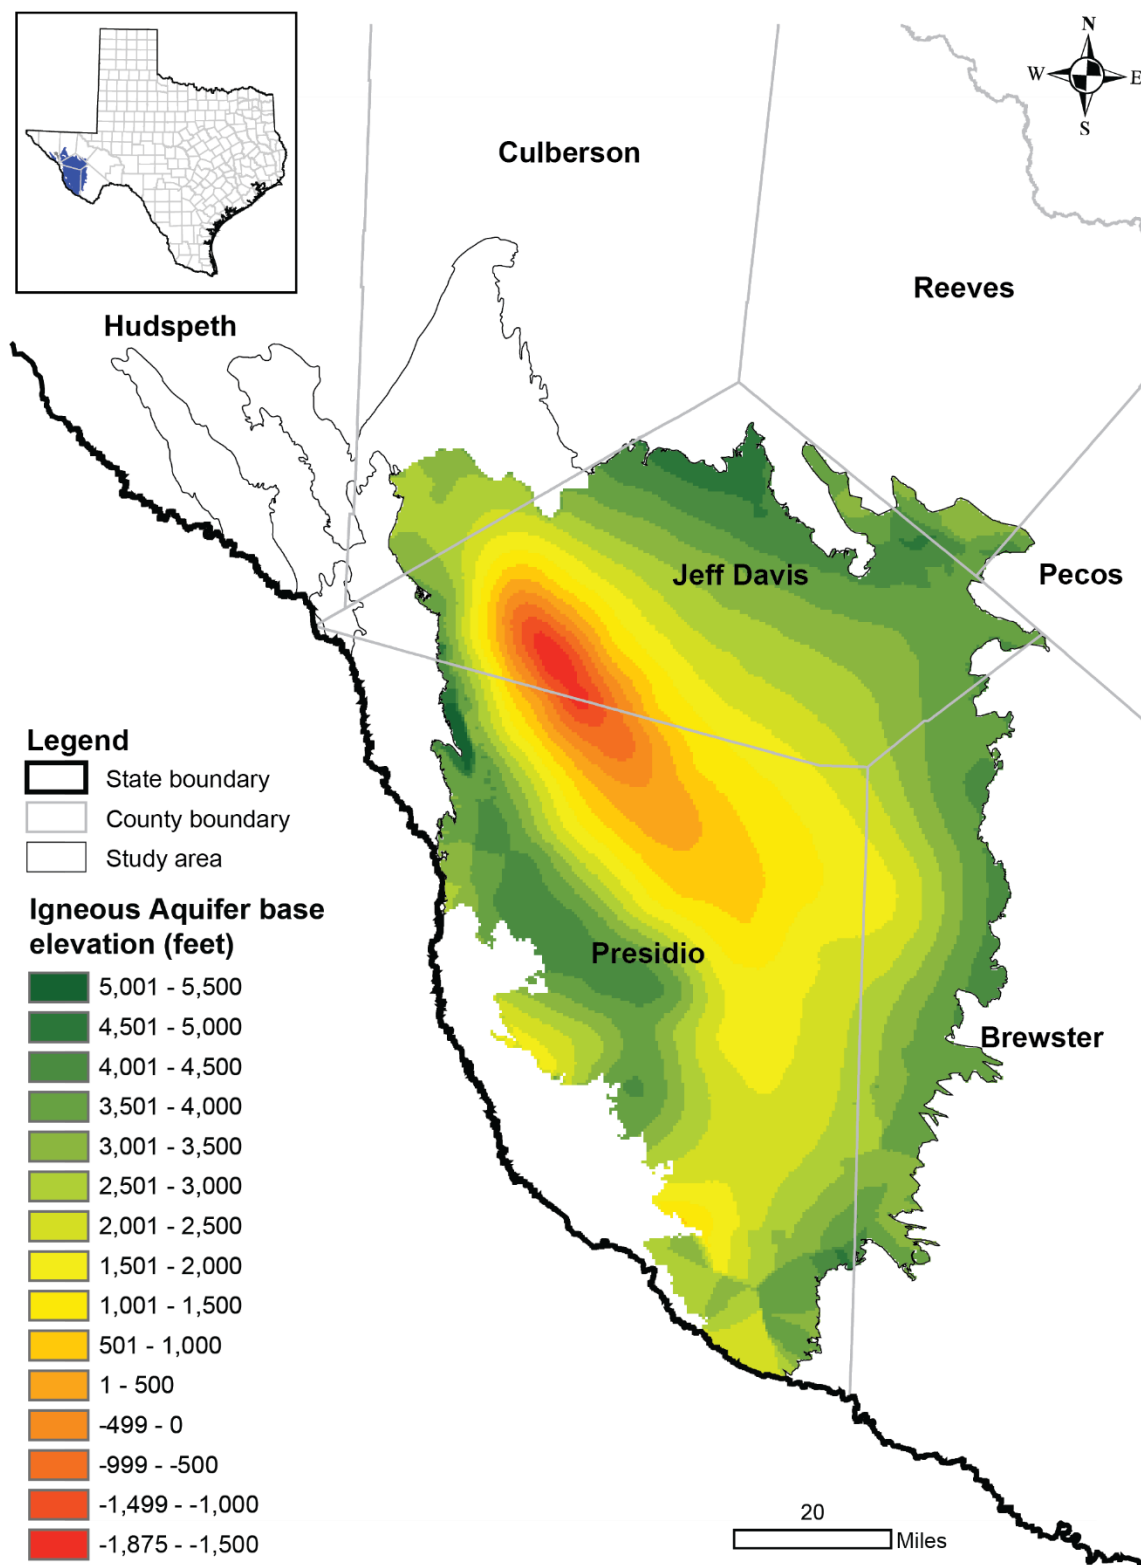 N
W
E
S
Culberson
Reeves
Hudspeth
Jeff Davis
Pecos
Legend
State boundary
County boundary
Study area
Igneous Aquifer base
elevation (feet)
5,001 - 5,500
4,501 - 5,000
4,001 - 4,500
3,501 - 4,000
3,001 - 3,500
2,501 - 3,000
2,001 - 2,500
1,501 - 2,000
1,001 - 1,500
501 - 1,000
1 - 500
-499 - 0
-999 - -500
-1,499 - -1,000
-1,875 - -1,500
Presidio
Brewster
20
Miles